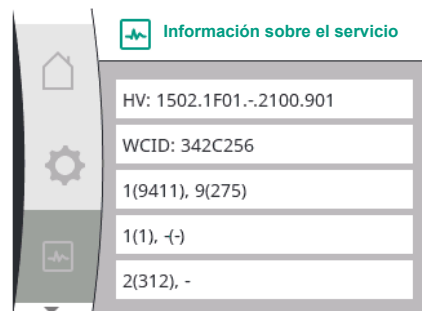 Información sobre el servicio
HV: 1502.1F01.-.2100.901
WCID: 342C256
1(9411), 9(275)
1(1), -(-)
2(312), -